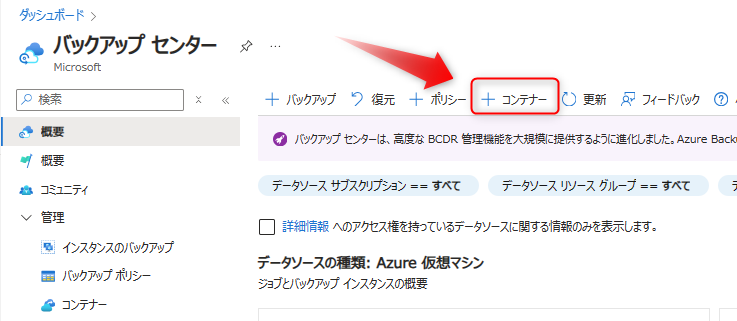 ダッシュボード
バックアップ センター
Microsoft
検索
バックアップ
復元
ポリシー
コンテナー
更新
フィードバック
概要
概要
コミュニティ
管理
インスタンスのバックアップ
バックアップ ポリシー
コンテナー
バックアップ センターは、高度な BCDR 管理機能を大規模に提供するように進化しました。Azure Back
データソース サブスクリプション == すべて
データソース リソース グループ == すべて
詳細情報 へのアクセス権を持っているデータソースに関する情報のみを表示します。
データソースの種類: Azure 仮想マシン
ジョブとバックアップ インスタンスの概要